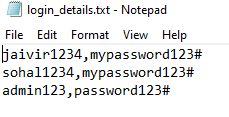 login_details.txt - Notepad
File Edit Format View Help
jaivir1234,mypassword123#
sohal1234,mypassword123#
admin123,password123#